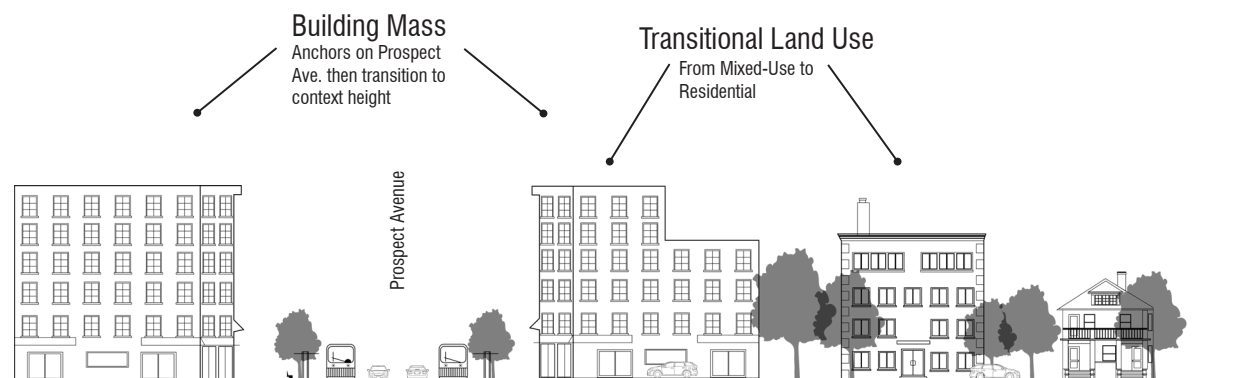 Building Mass
Anchors on Prospect
Ave. then transition to
context height
Transitional Land Use
From Mixed-Use to
Residential
Prospect Avenue